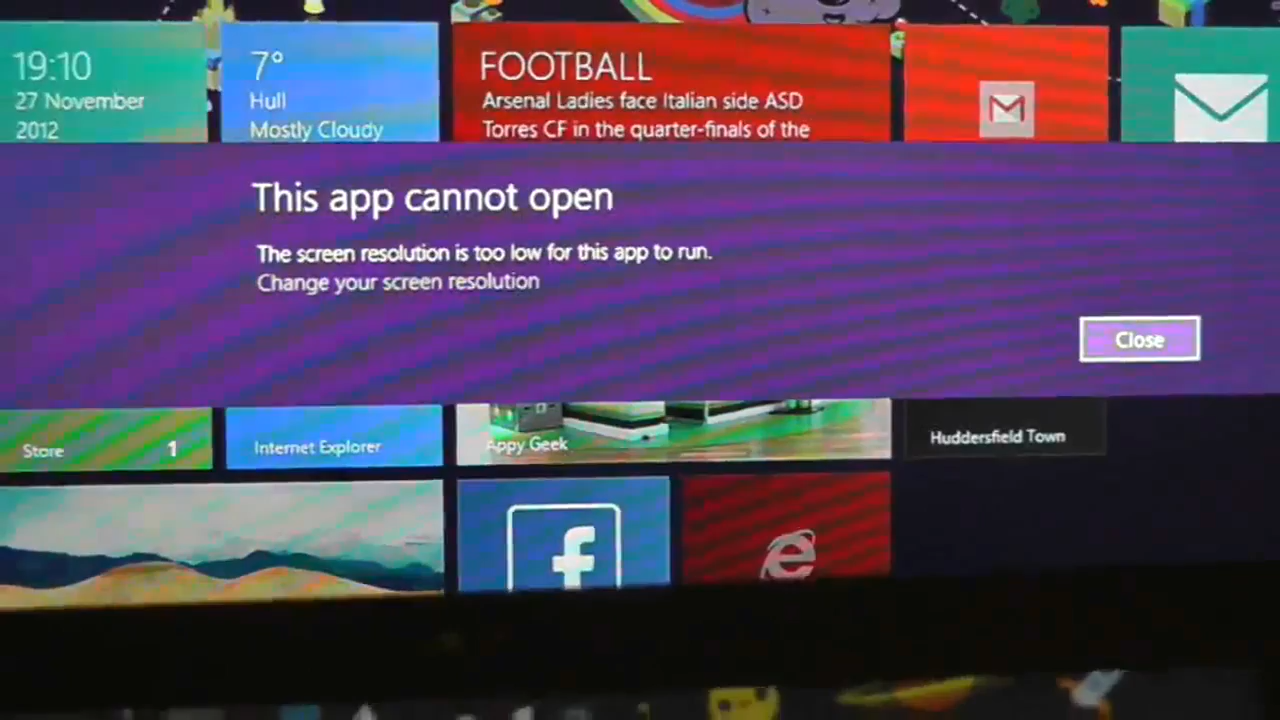 19:10
27 November
2012
7°
Hull
Mostly Cloudy
FOOTBALL
Arsenal Ladies face Italian side ASD
Torres CF in the quarter-finals of the
This app cannot open
The screen resolution is too low for this app to run.
Change your screen resolution
Close
Store 1
Internet Explorer
Appy Geek
Huddersfield Town